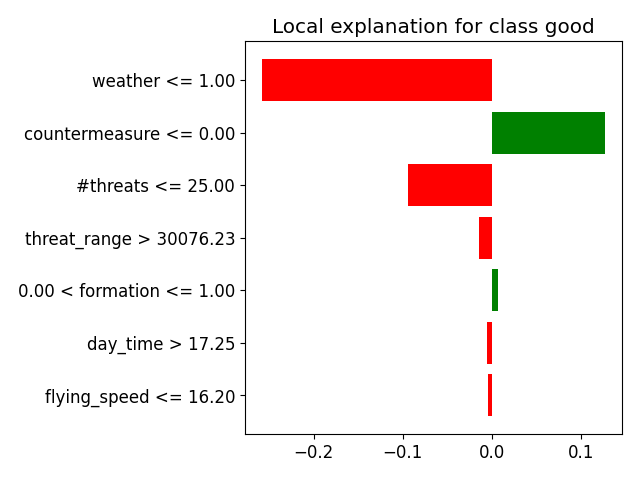 Local explanation for class good
weather <= 1.00
countermeasure <= 0.00
#threats <= 25.00
threat_range > 30076.23
0.00 < formation <= 1.00
day_time > 17.25
flying_speed <= 16.20
−0.2 −0.1 0.0 0.1